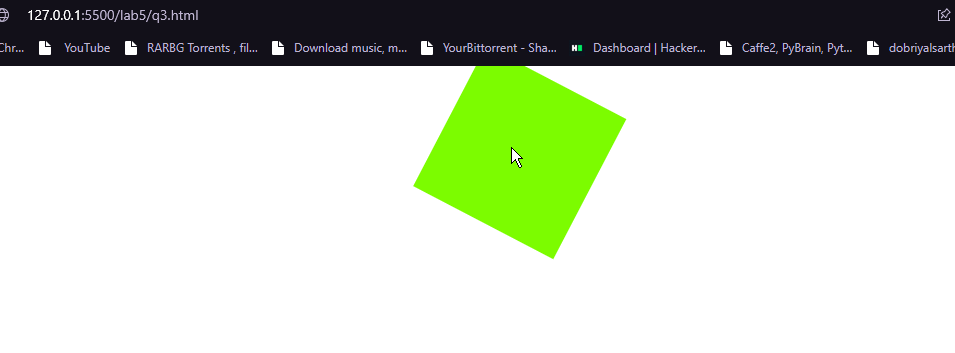 127.0.0.1:5500/lab5/q3.html
Chr... YouTube RARBG Torrents , fil... Download music, m... YourBittorrent - Sha... Dashboard | Hacker... Caffe2, PyBrain, Pyt... dobriyalsarth